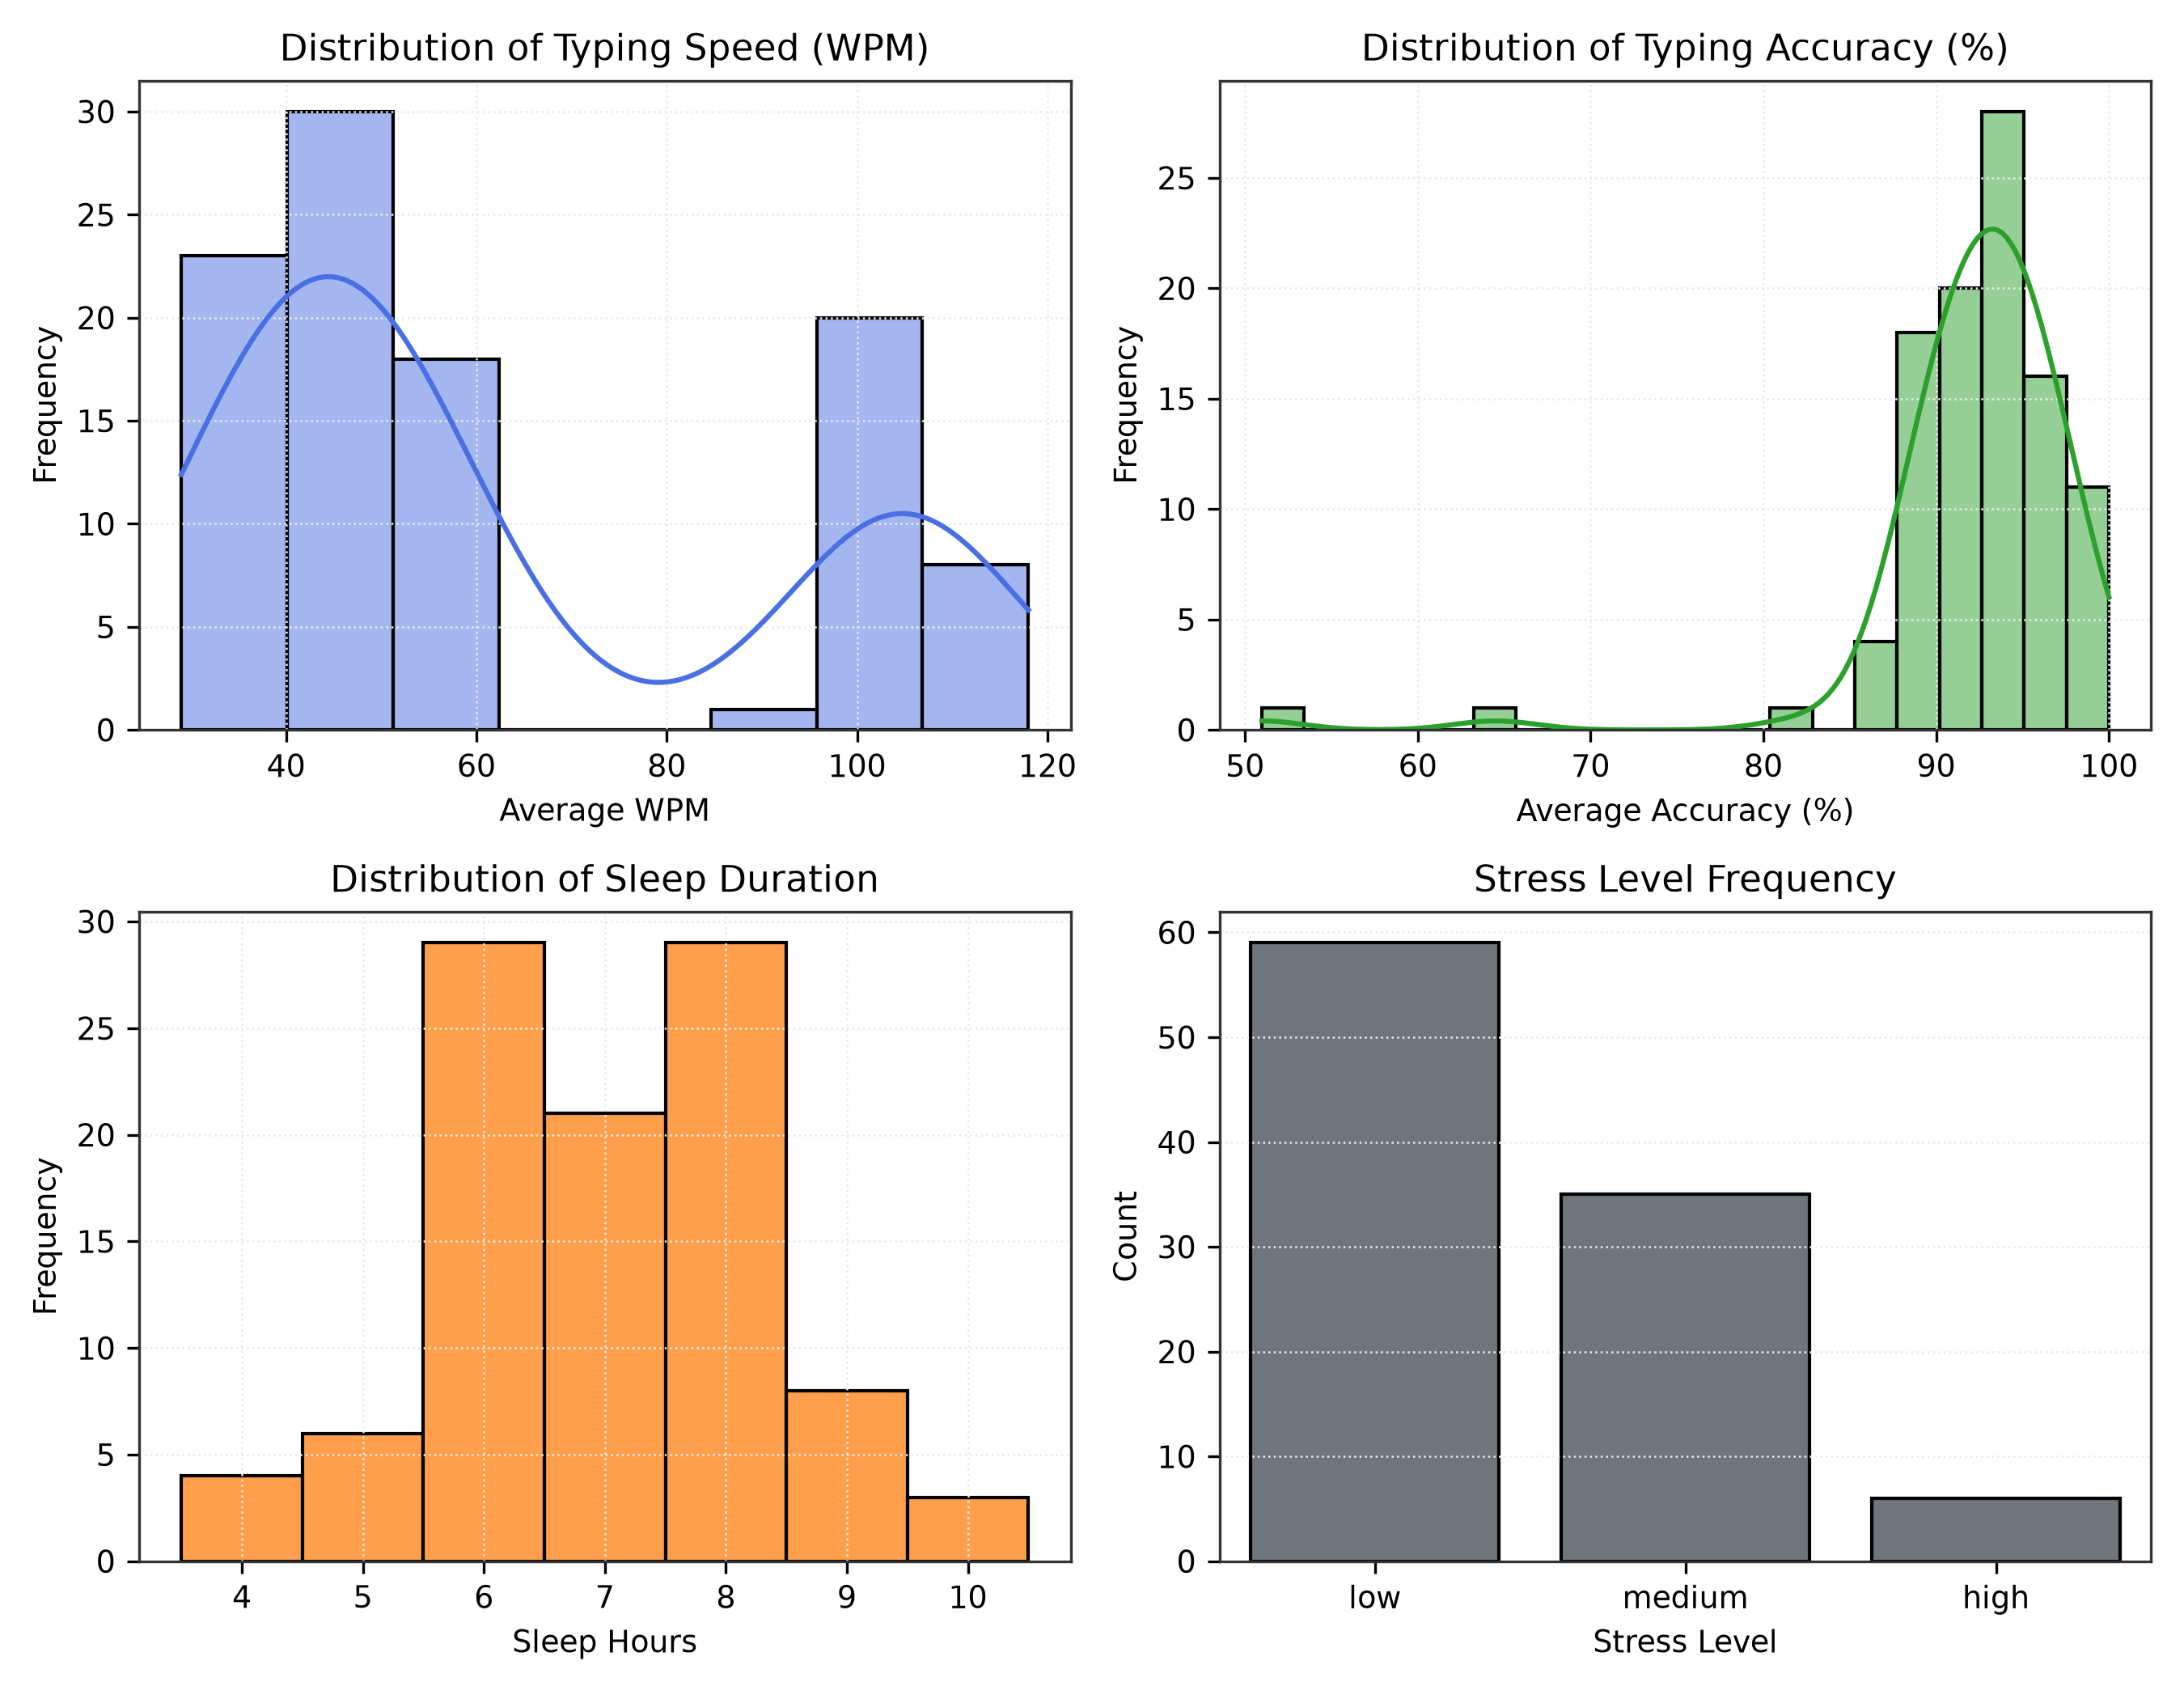 Distribution of Typing Speed (WPM)
30
25
20
15
10
5
0
Frequency
40 60 80 100 120
Average WPM
Distribution of Typing Accuracy (%)
25
20
15
10
5
0
Frequency
50 60 70 80 90 100
Average Accuracy (%)
Distribution of Sleep Duration
30
25
20
15
10
5
0
Frequency
4 5 6 7 8 9 10
Sleep Hours
Stress Level Frequency
60
50
40
30
20
10
0
Count
low medium high
Stress Level